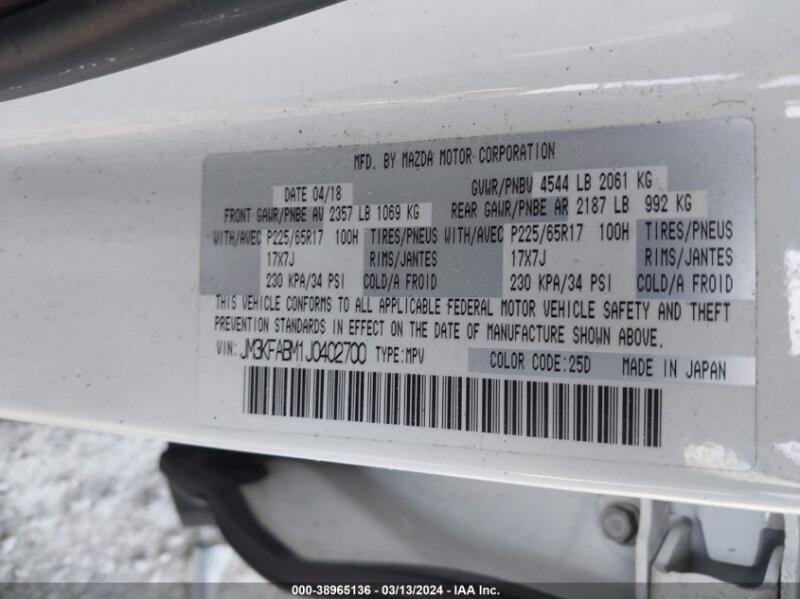 MFD. BY MAZDA MOTOR CORPORATION
DATE 04/18 GVWR/PNBV 4544 LB 2061 KG
FRONT GAWR/PNBE AV 2357 LB 1069 KG REAR GAWR/PNBE AR 2187 LB 992 KG
WITH/AVEC P225/65R17 100H TIRES/PNEUS WITH/AVEC P225/65R17 100H TIRES/PNEUS
17X7J RIMS/JANTES 17X7J RIMS/JANTES
230 KPA/34 PSI COLD/A FROID 230 KPA/34 PSI COLD/A FROID
THIS VEHICLE CONFORMS TO ALL APPLICABLE FEDERAL MOTOR VEHICLE SAFETY AND THEFT
PREVENTION STANDARDS IN EFFECT ON THE DATE OF MANUFACTURE SHOWN ABOVE.
VIN: JM3KFABM1J0402700 TYPE:MPV COLOR CODE:25D MADE IN JAPAN
000-38965136 - 03/13/2024 - IAA Inc.